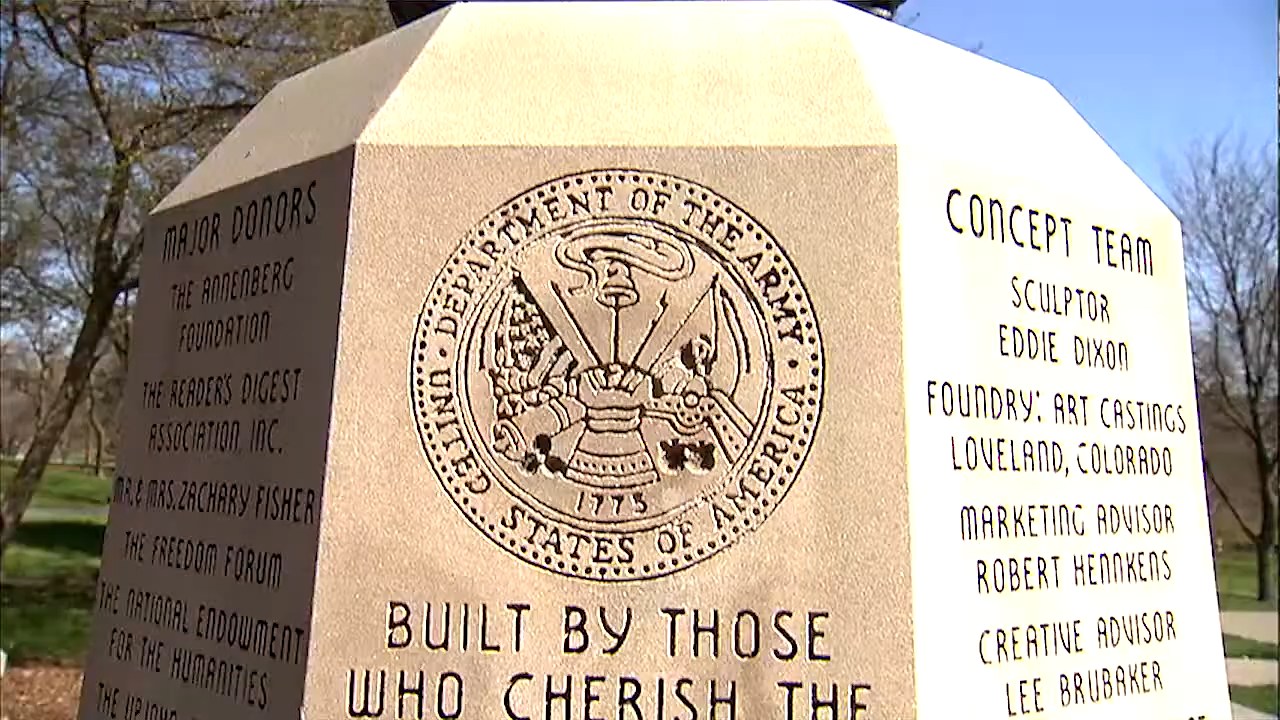 MAJOR DONORS
THE ANNENBERG
FOUNDATION
THE READER'S DIGEST
ASSOCIATION, INC.
MR. & MRS. ZACHARY FISHER
THE FREEDOM FORUM
THE NATIONAL ENDOWMENT
FOR THE HUMANITIES
THE
DEPARTMENT OF THE ARMY
UNITED STATES OF AMERICA
1775
BUILT BY THOSE
WHO CHERISH THE
CONCEPT TEAM
SCULPTOR
EDDIE DIXON
FOUNDRY: ART CASTINGS
LOVELAND, COLORADO
MARKETING ADVISOR
ROBERT HENNKENS
CREATIVE ADVISOR
LEE BRUBAKER